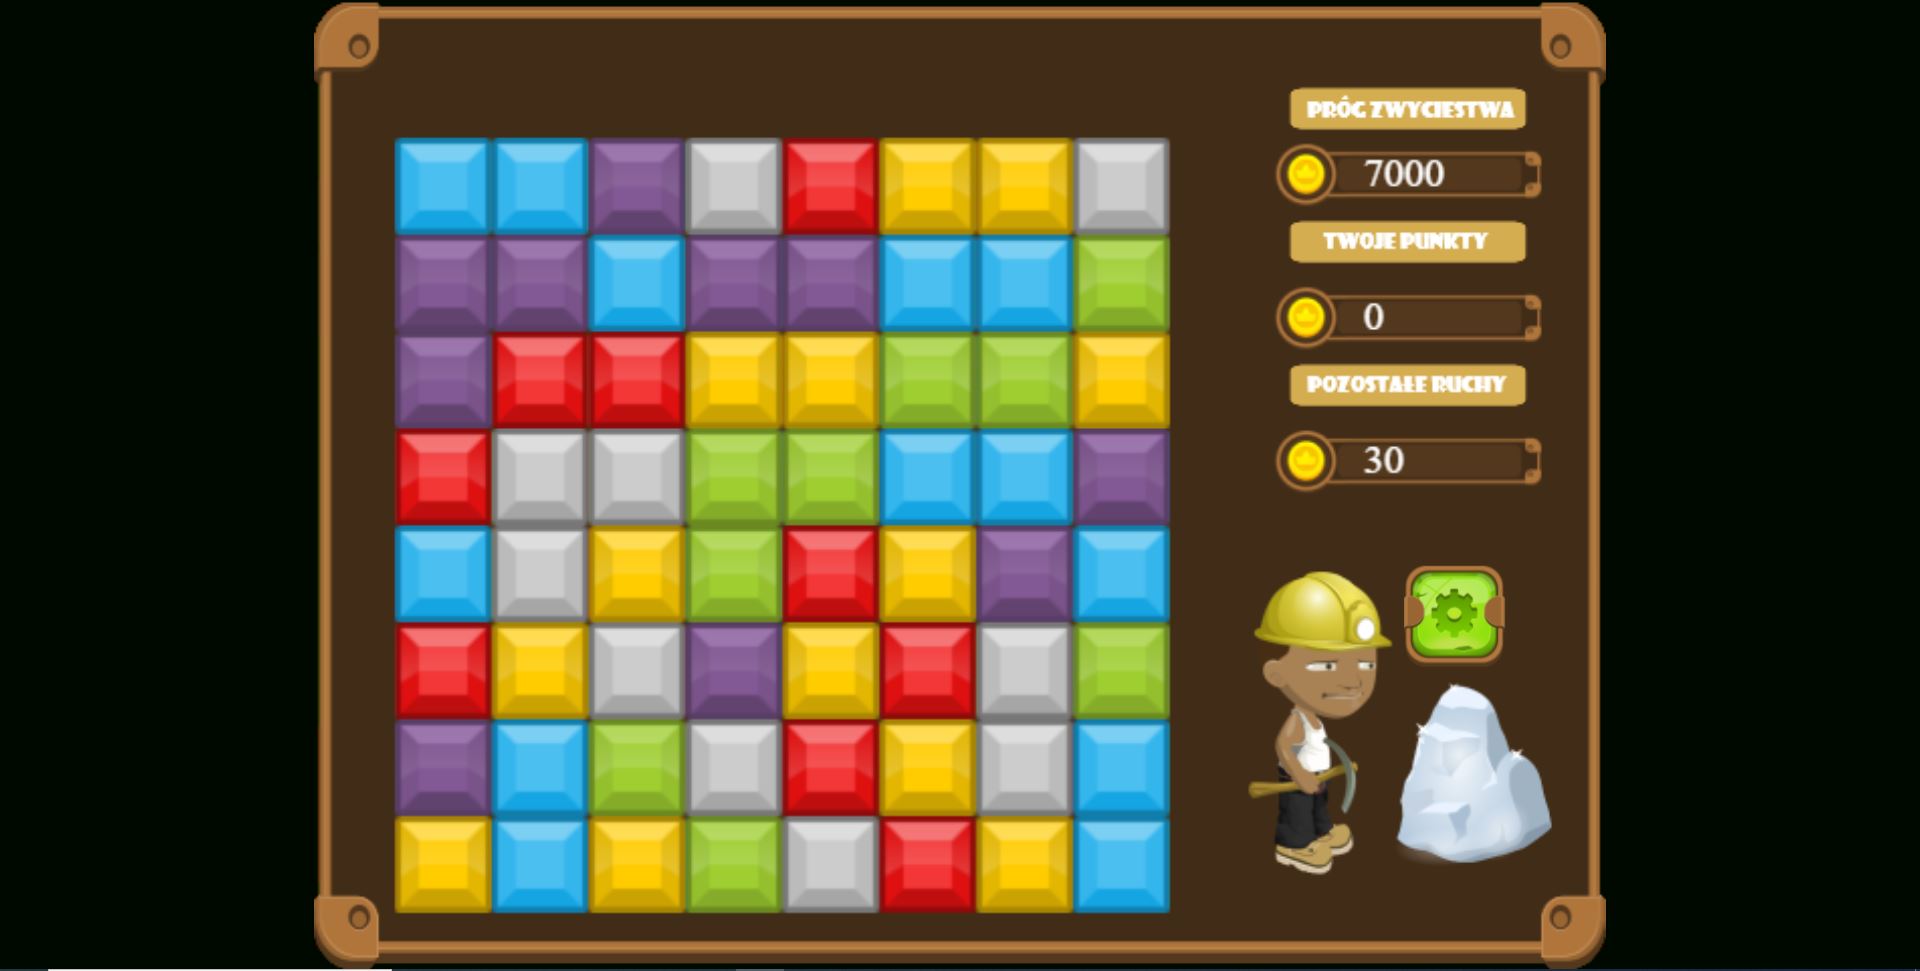 PRÓG ZWYCIESTWA
7000
TWOJE PUNKTY
0
POZOSTAŁE RUCHY
30